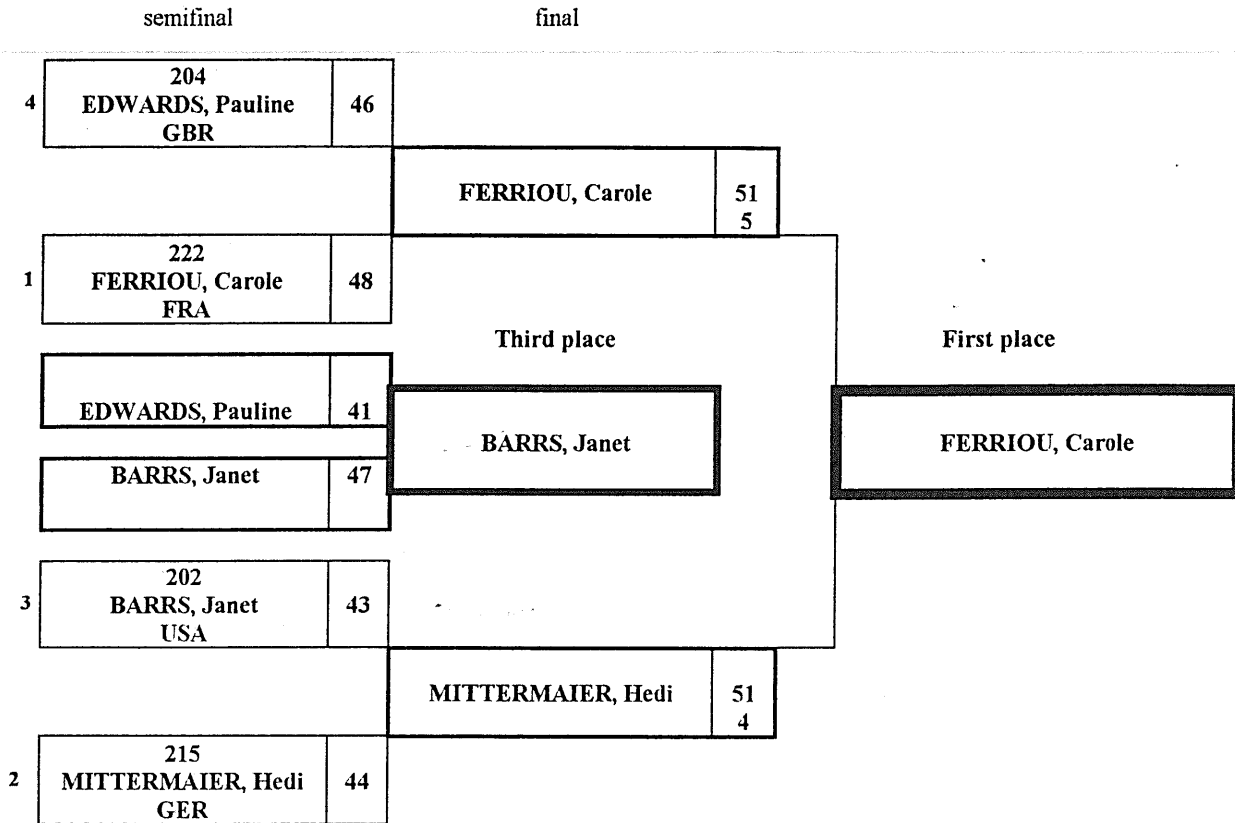 semifinal final
204
4 EDWARDS, Pauline 46
GBR
FERRIOU, Carole 51
5
222
1 FERRIOU, Carole 48
FRA
Third place First place
EDWARDS, Pauline 41
BARRS, Janet FERRIOU, Carole
BARRS, Janet 47
202
3 BARRS, Janet 43
USA
MITTERMAIER, Hedi 51
4
215
2 MITTERMAIER, Hedi 44
GER